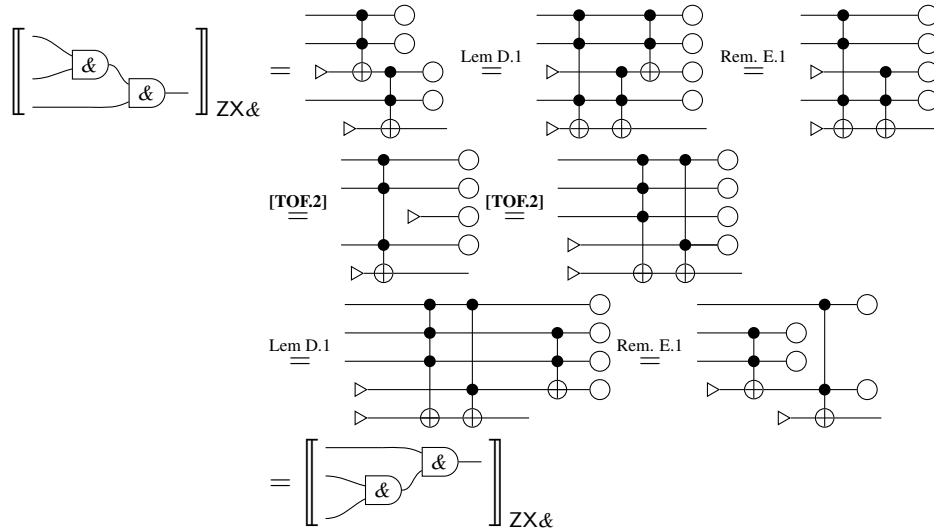 & & ZX& = Lem D.1 = Rem. E.1 =
[TOF.2] = [TOF.2] =
Lem D.1 = Rem. E.1 =
= & & ZX&